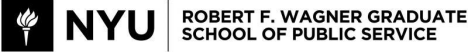 NYU
ROBERT F. WAGNER GRADUATE
SCHOOL OF PUBLIC SERVICE